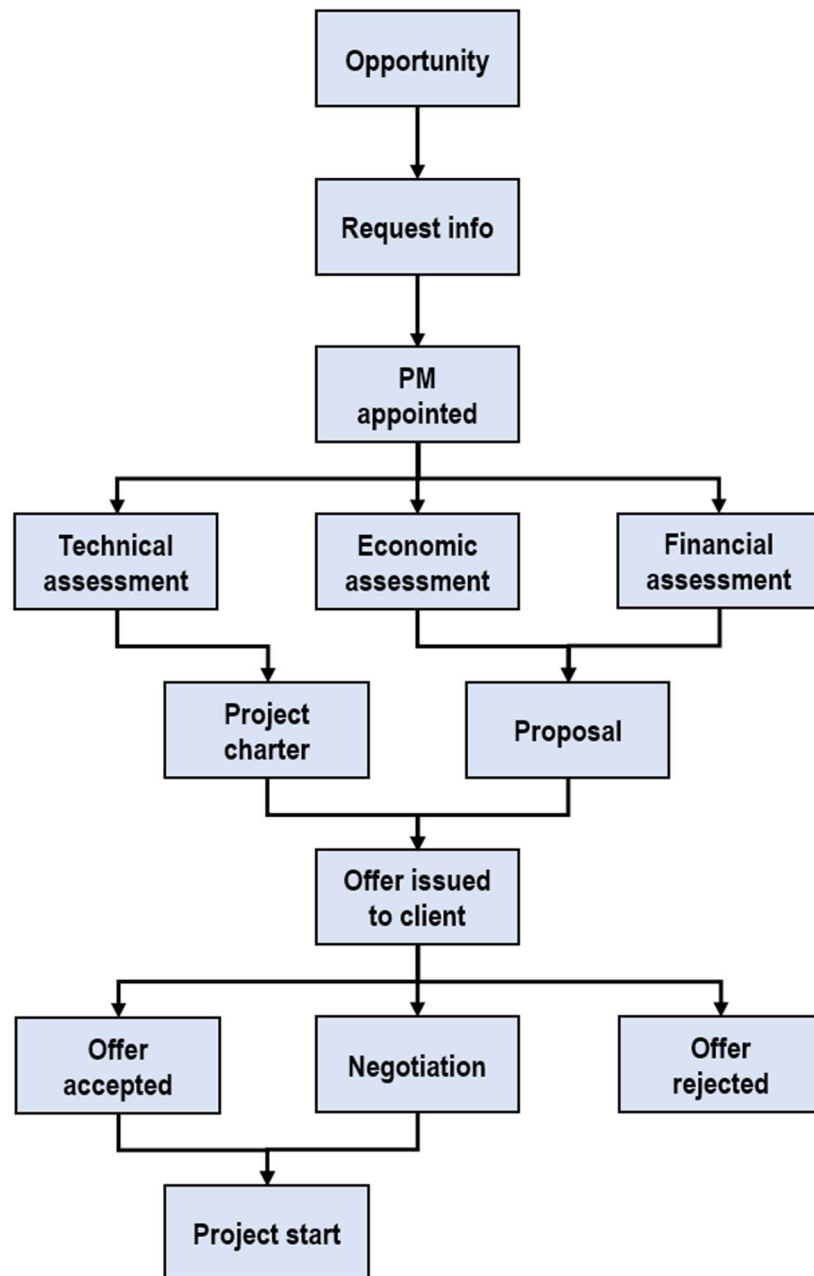 Opportunity
Request info
PM
appointed
Technical
assessment
Economic
assessment
Financial
assessment
Project
charter
Proposal
Offer issued
to client
Offer
accepted
Negotiation
Offer
rejected
Project start